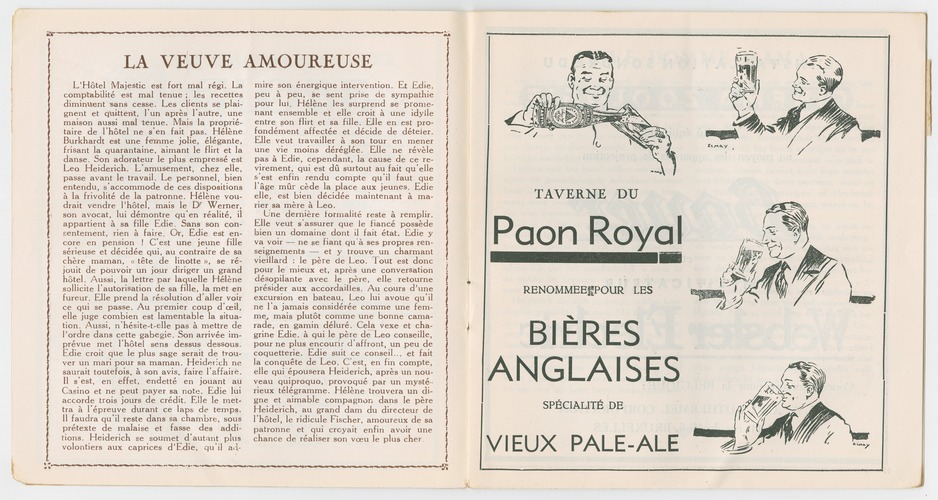 LA VEUVE AMOUREUSE
L'Hôtel Majestic est fort mal régi. La
comptabilité est mal tenue ; les recettes
diminuent sans cesse. Les clients se plai-
gnent et quittent, l'un après l'autre, une
maison aussi mal tenue. Mais la proprié-
taire de l'hôtel ne s'en fait pas. Hélène
Burkhardt est une femme jolie, élégante,
frisant la quarantaine, aimant le flirt et la
danse. Son adorateur le plus empressé est
Leo Heiderich. L'amusement, chez elle,
passe avant le travail. Le personnel, bien
entendu, s'accommode de ces dispositions
à la frivolité de la patronne. Hélène vou-
drait vendre l'hôtel, mais le Dr Werner,
son avocat, lui démontre qu'en réalité, il
appartient à sa fille Edie. Sans son con-
sentement, rien à faire. Or, Edie est en-
core en pension ! C'est une jeune fille
sérieuse et décidée qui, au contraire de sa
chère maman, « tête de linotte », se ré-
jouit de pouvoir un jour diriger un grand
hôtel. Aussi, la lettre par laquelle Hélène
sollicite l'autorisation de sa fille, la met en
fureur. Elle prend la résolution d'aller voir
ce qui se passe. Au premier coup d'œil,
elle juge combien est lamentable la situa-
tion. Aussi, n'hésite-t-elle pas à mettre de
l'ordre dans cette gabegie. Son arrivée im-
prévue met l'hôtel sens dessus dessous.
Edie croit que le plus sage serait de trou-
ver un mari pour sa maman. Heiderich ne
saurait toutefois, à son avis, faire l'affaire.
Il s'est, en effet, endetté en jouant au
Casino et ne peut payer sa note. Edie lui
accorde trois jours de crédit. Elle le met-
tra à l'épreuve durant ce laps de temps.
Il faudra qu'il reste dans sa chambre, sous
prétexte de malaise et fasse des addi-
tions. Heiderich se soumet d'autant plus
volontiers aux caprices d'Edie, qu'il ad-
mire son énergique intervention. Et Edie,
peu à peu, se sent prise de sympathie
pour lui. Hélène les surprend se prome-
nant ensemble et elle croit à une idylle
entre son flirt et sa fille. Elle en est pro-
fondément affectée et décide de dételer.
Elle veut travailler à son tour en mener
une vie moins déréglée. Elle ne révèle
pas à Edie, cependant, la cause de ce re-
virement, qui est dû surtout au fait qu'elle
s'est enfin rendu compte qu'il faut que
l'âge mûr cède la place aux jeunes. Edie
elle, est bien décidée maintenant à ma-
rier sa mère à Leo.
Une dernière formalité reste à remplir.
Elle veut s'assurer que le fiancé possède
bien un domaine dont il fait état. Edie y
va voir — ne se fiant qu'à ses propres ren-
seignements — et y trouve un charmant
vieillard : le père de Leo. Tout est donc
pour le mieux et, après une conversation
désopilante avec le père, elle retourne
présider aux accordailles. Au cours d'une
excursion en bateau, Leo lui avoue qu'il
ne l'a jamais considérée comme une fem-
me, mais plutôt comme une bonne cama-
rade, en gamin déluré. Cela vexe et cha-
grine Edie, à qui le père de Leo conseille,
pour ne plus encourir d'affront, un peu de
coquetterie. Edie suit ce conseil... et fait
la conquête de Leo. C'est, en fin compte,
elle qui épousera Heiderich, après un nou-
veau quiproquo, provoqué par un mysté-
rieux télégramme. Hélène trouvera un di-
gne et aimable compagnon dans le père
Heiderich, au grand dam du directeur de
l'hôtel, le ridicule Fischer, amoureux de sa
patronne et qui croyait enfin avoir une
chance de réaliser son vœu le plus cher
TAVERNE DU
Paon Royal
RENOMMEE POUR LES
BIÈRES
ANGLAISES
SPÉCIALITÉ DE
VIEUX PALE-ALE